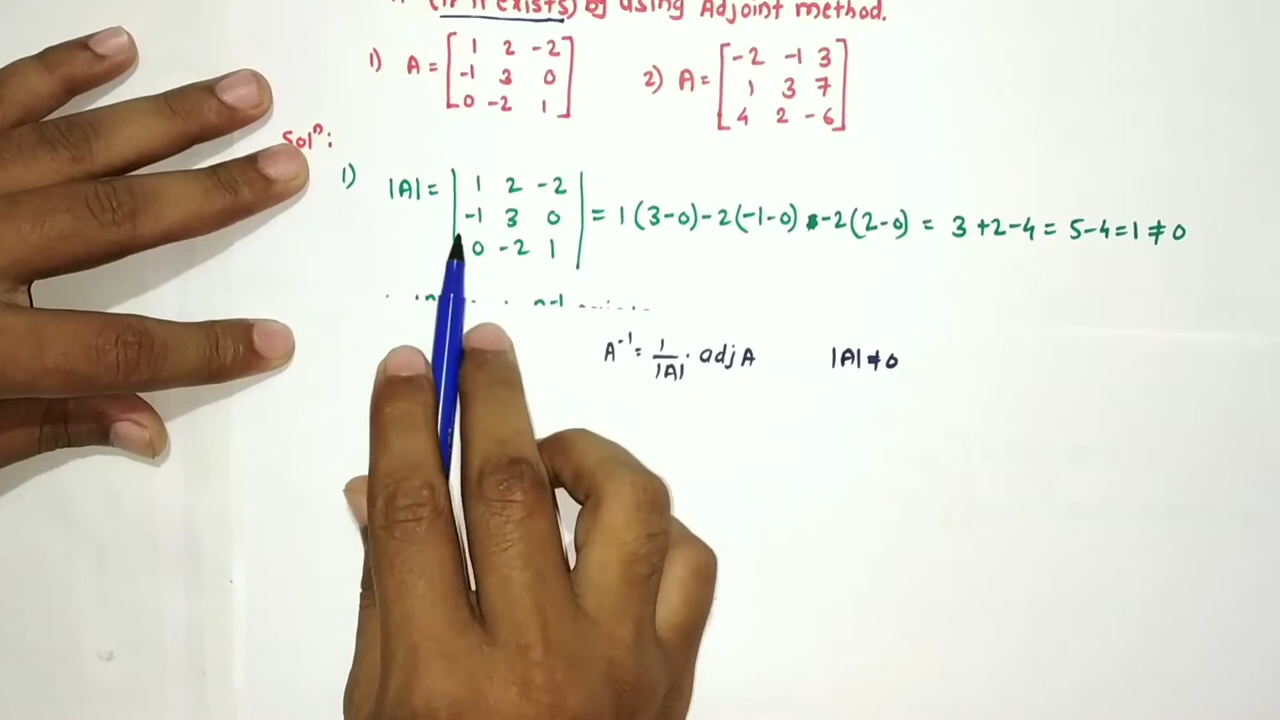 (If it exists) by using Adjoint method.
1) A = [1 2 -2; -1 3 0; 0 -2 1] 2) A = [-2 -1 3; 1 3 7; 4 2 -6]
Solⁿ:
1) |A| = |1 2 -2; -1 3 0; 0 -2 1| = 1(3-0)-2(-1-0) -2(2-0) = 3+2-4 = 5-4=1≠0
A⁻¹= 1/|A| · adj A |A|≠0